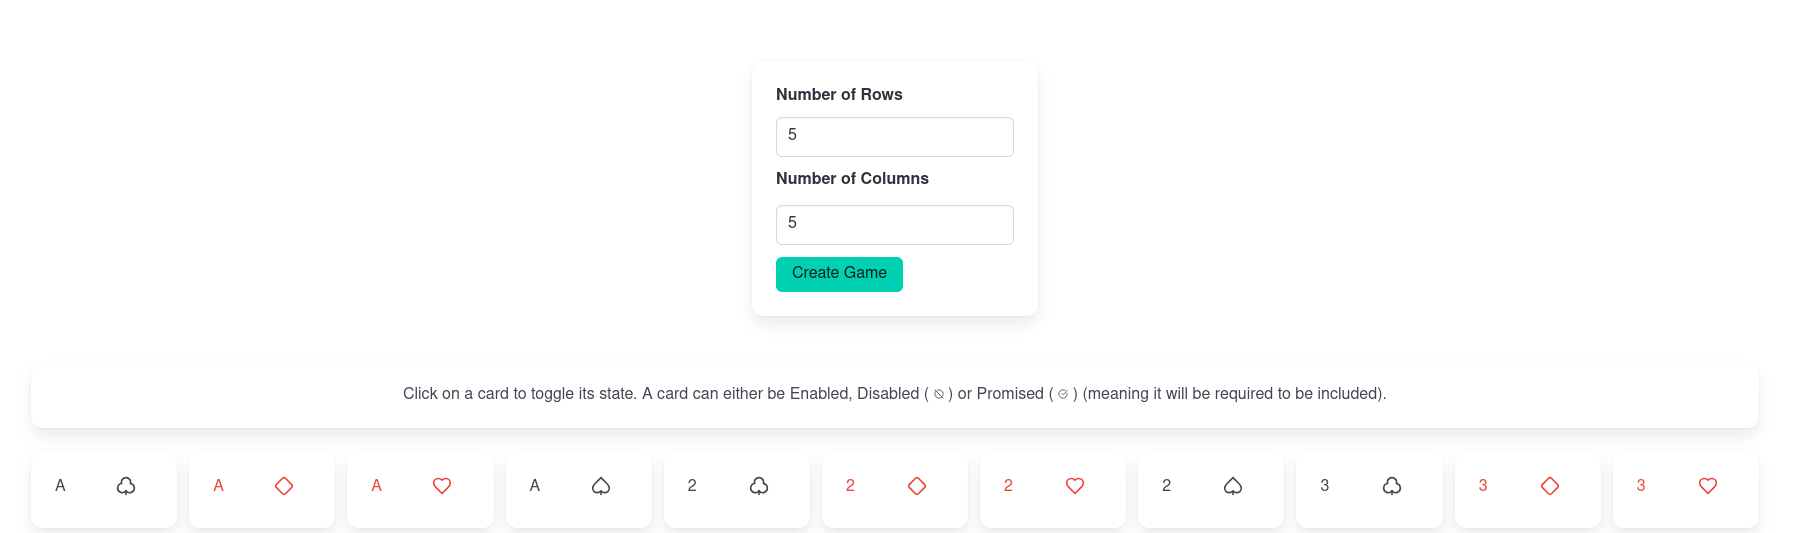 Number of Rows
5
Number of Columns
5
Create Game
Click on a card to toggle its state. A card can either be Enabled, Disabled ( ) or Promised ( ) (meaning it will be required to be included).
A A A A 2 2 2 2 3 3 3